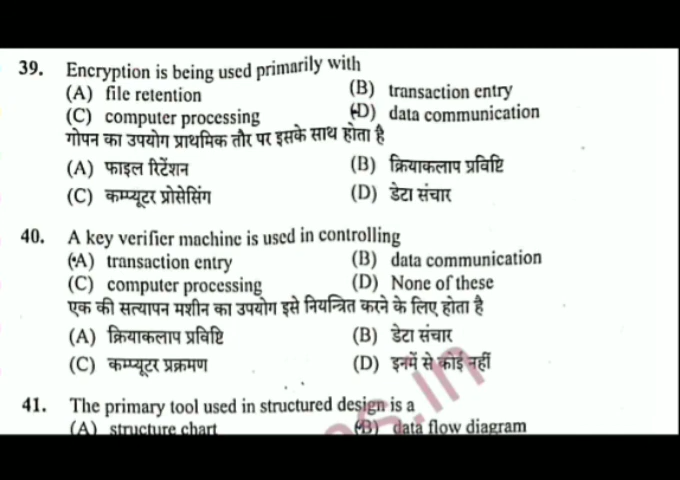 39. Encryption is being used primarily with
(A) file retention (B) transaction entry
(C) computer processing (D) data communication
गोपन का उपयोग प्राथमिक तौर पर इसके साथ होता है
(A) फाइल रिटेंशन (B) क्रियाकलाप प्रविष्टि
(C) कम्प्यूटर प्रोसेसिंग (D) डेटा संचार
40. A key verifier machine is used in controlling
(A) transaction entry (B) data communication
(C) computer processing (D) None of these
एक की सत्यापन मशीन का उपयोग इसे नियन्त्रित करने के लिए होता है
(A) क्रियाकलाप प्रविष्टि (B) डेटा संचार
(C) कम्प्यूटर प्रक्रमण (D) इनमें से कोई नहीं
41. The primary tool used in structured design is a
(A) structure chart (B) data flow diagram